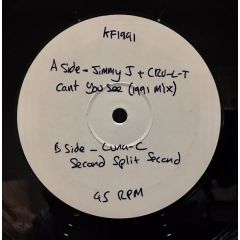 KF1991
A Side - Jimmy J + CRU-L-T
Cant You See (1991 Mix)
B Side - Luna-C
Second Split Second
45 RPM